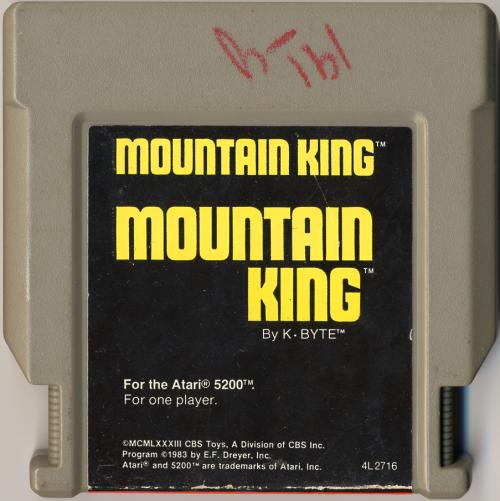 MOUNTAIN KING™
MOUNTAIN
KING™
By K·BYTE™
For the Atari® 5200™.
For one player.
©MCMLXXXIII CBS Toys, A Division of CBS Inc.
Program ©1983 by E.F. Dreyer, Inc.
Atari® and 5200™ are trademarks of Atari, Inc.
4L2716